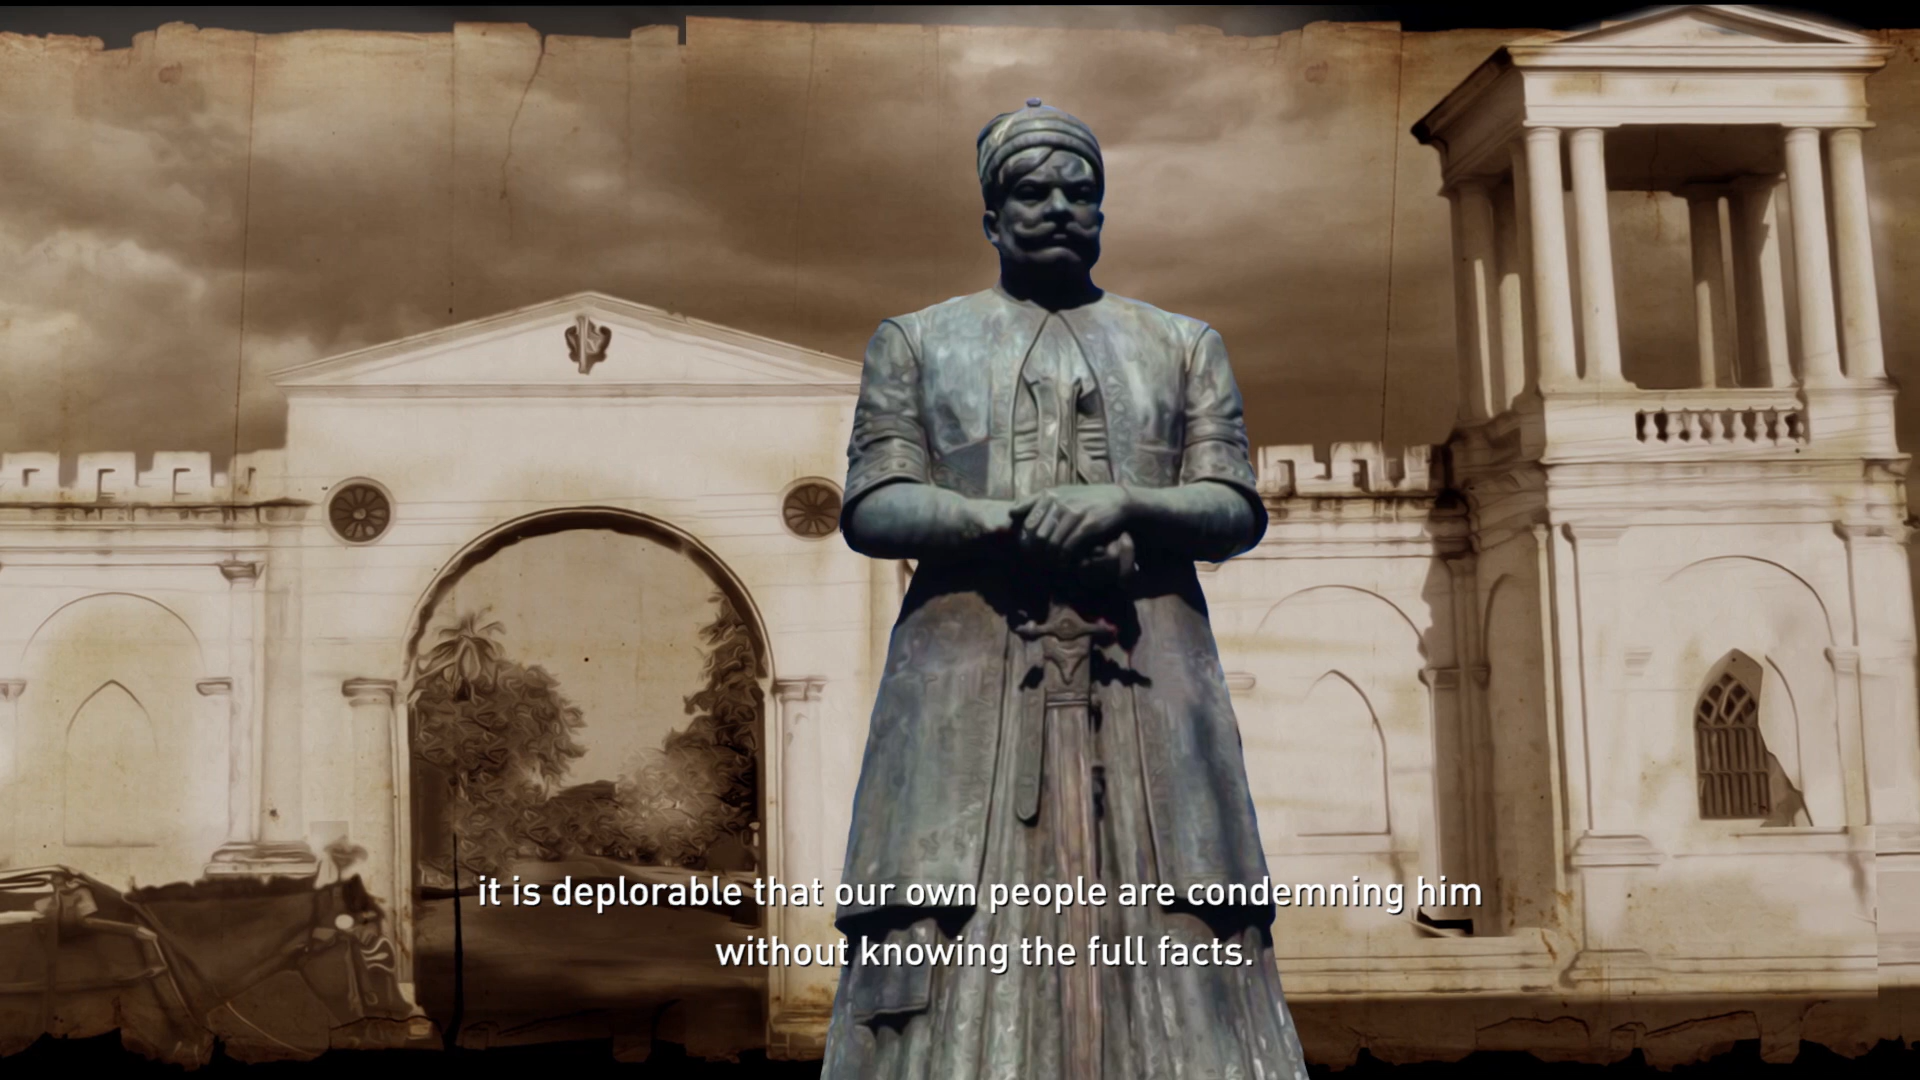 it is deplorable that our own people are condemning him
without knowing the full facts.